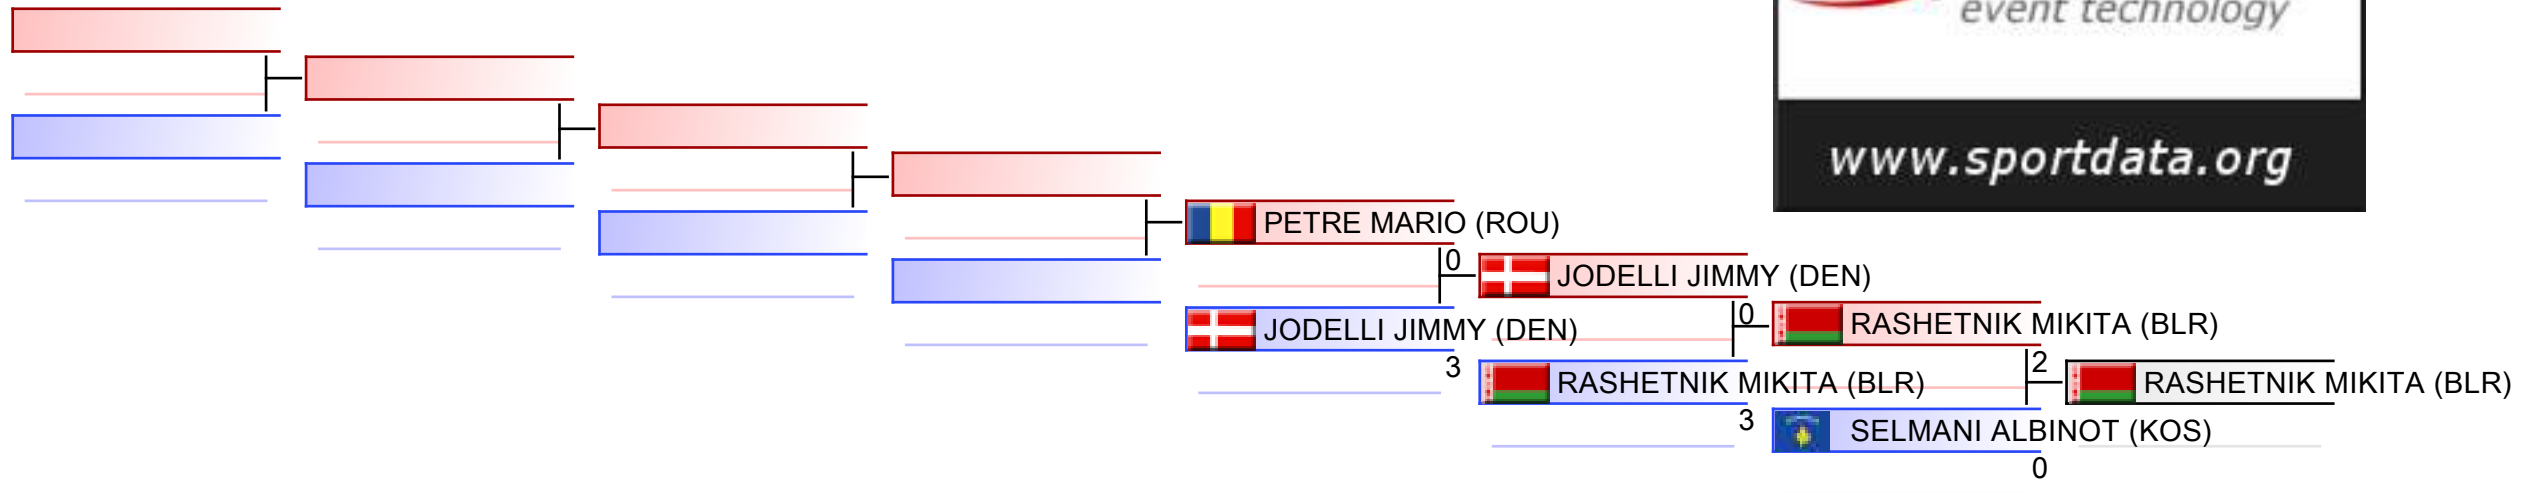 event technology
www.sportdata.org
PETRE MARIO (ROU)
0
JODELLI JIMMY (DEN)
JODELLI JIMMY (DEN)
3
0
RASHETNIK MIKITA (BLR)
RASHETNIK MIKITA (BLR)
3
2
RASHETNIK MIKITA (BLR)
SELMANI ALBINOT (KOS)
0